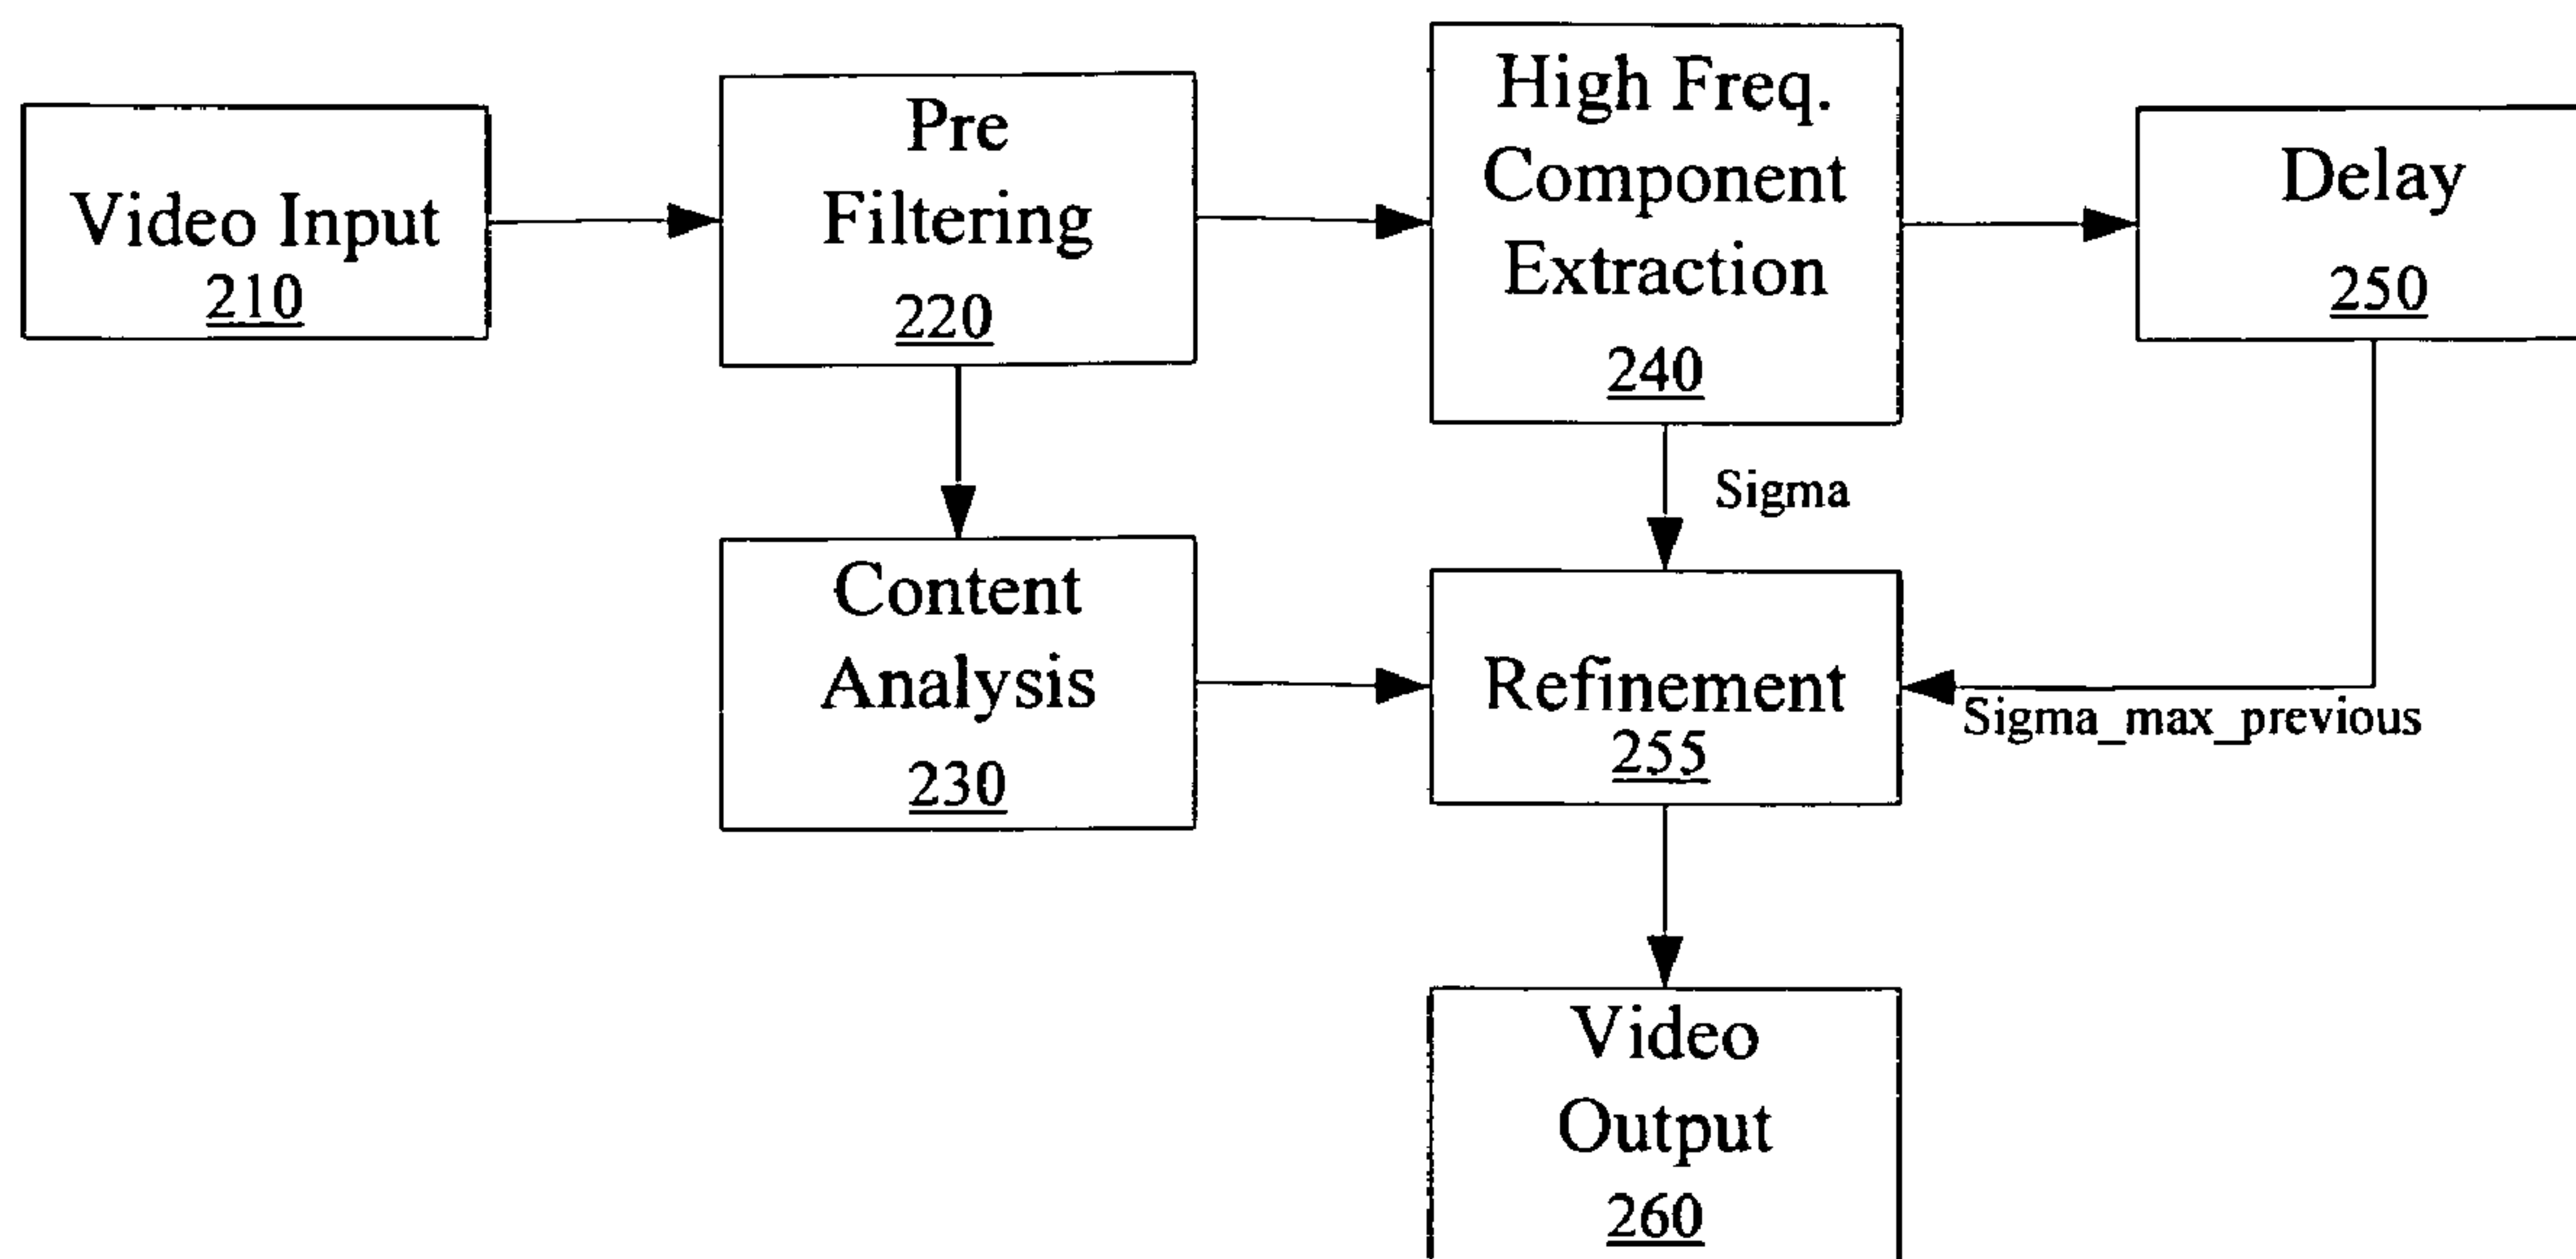 Video Input
210
Pre
Filtering
220
High Freq.
Component
Extraction
240
Delay
250
Sigma
Content
Analysis
230
Refinement
255
Sigma_max_previous
Video
Output
260